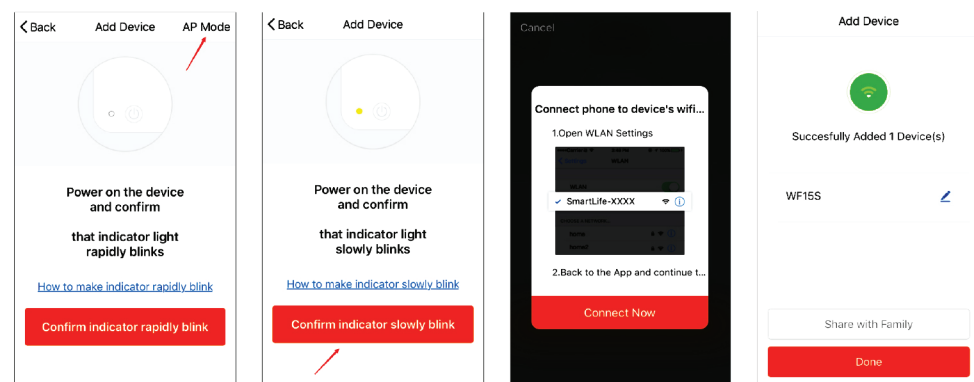 Back Add Device AP Mode
Power on the device
and confirm
that indicator light
rapidly blinks
How to make indicator rapidly blink
Confirm indicator rapidly blink
Back Add Device
Power on the device
and confirm
that indicator light
slowly blinks
How to make indicator slowly blink
Confirm indicator slowly blink
Cancel
Connect phone to device's wifi...
1.Open WLAN Settings
WLAN
WLAN
SmartLife-XXXX
2.Back to the App and continue t...
Connect Now
Add Device
Succesfully Added 1 Device(s)
WF15S
Share with Family
Done